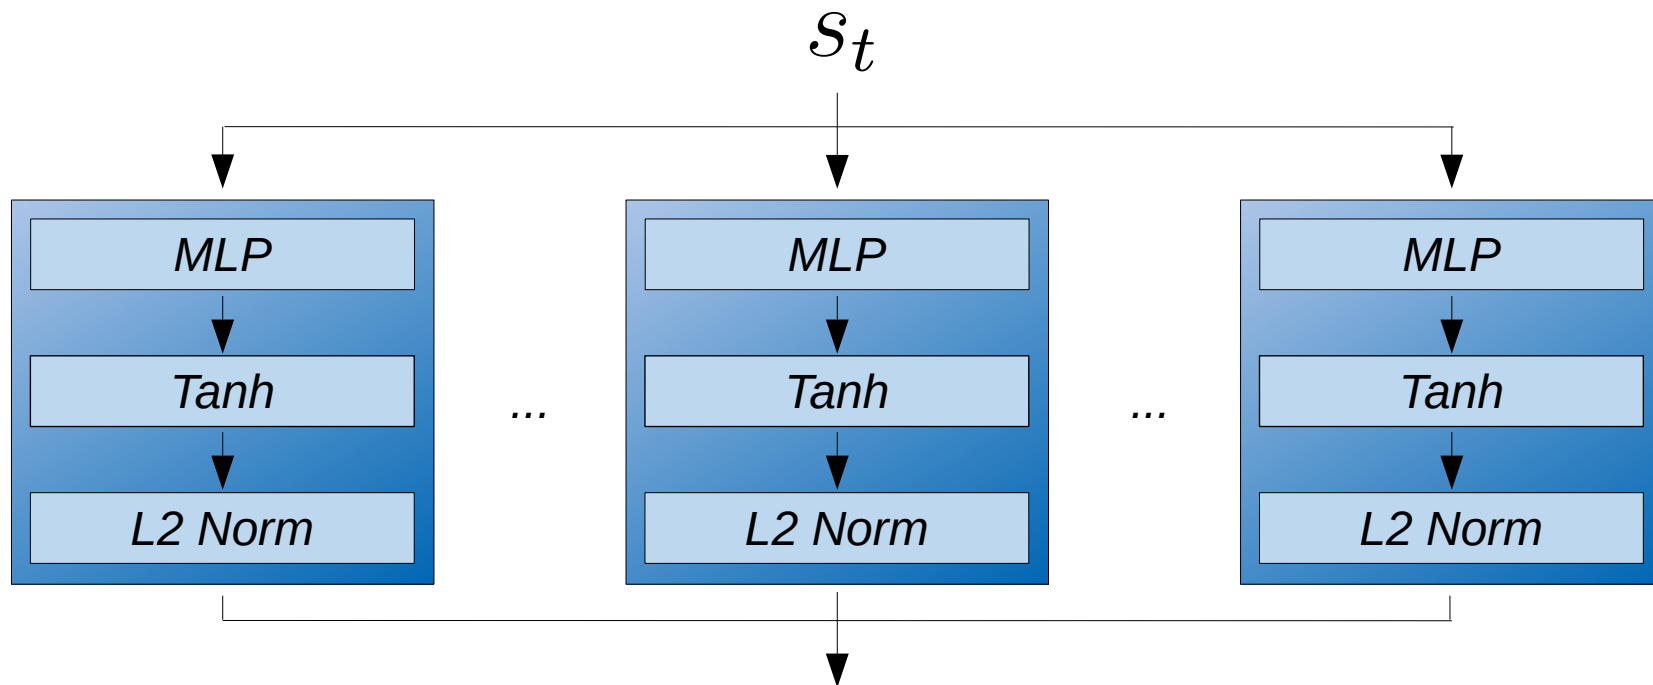 s_t
MLP MLP MLP
Tanh Tanh Tanh
... ...
L2 Norm L2 Norm L2 Norm